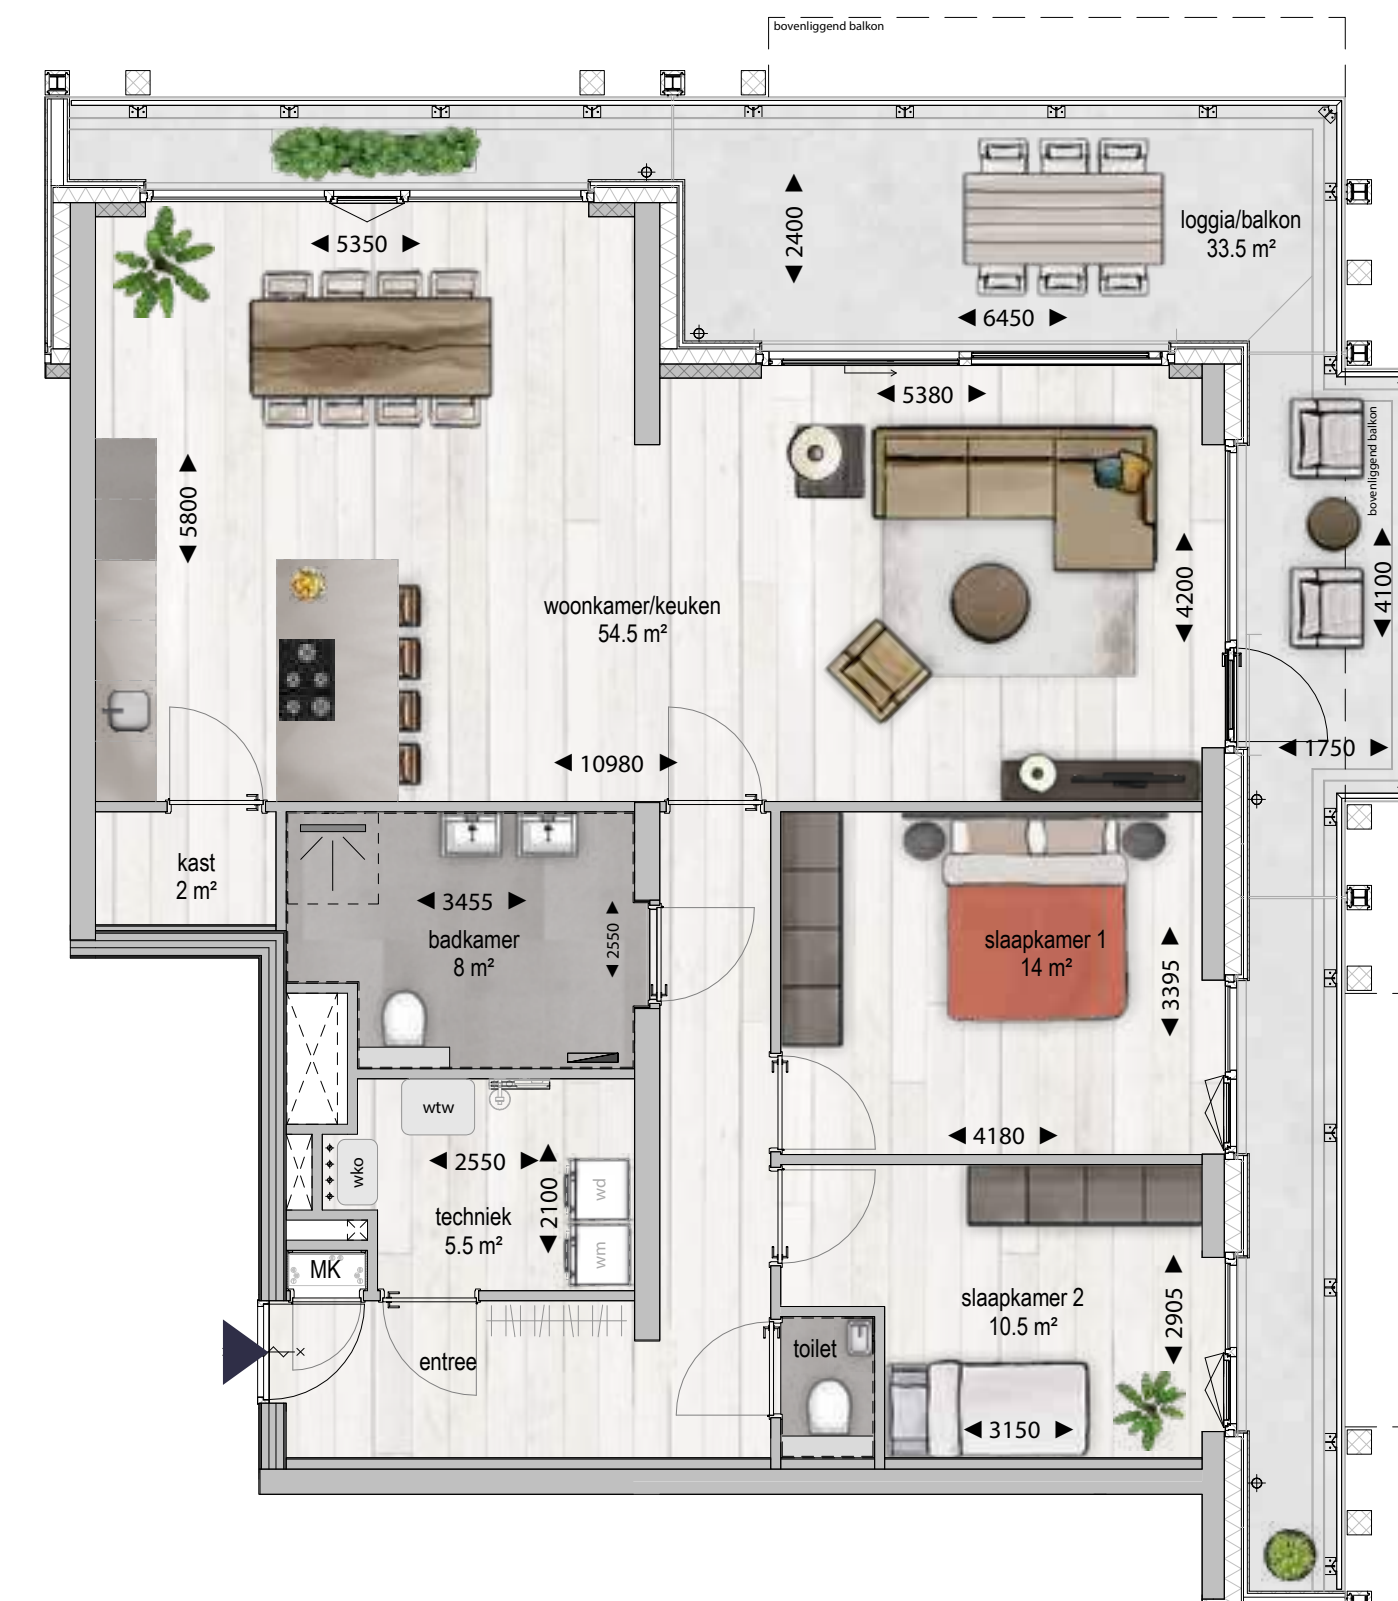 bovenliggend balkon
loggia/balkon
33.5 m²
2400
5350
6450
5380
bovenliggend balkon
5800
4200
4100
woonkamer/keuken
54.5 m²
1750
10980
kast
2 m²
3455
badkamer
8 m²
2550
slaapkamer 1
14 m²
3395
4180
wtw
wko
2550
2100
wd
techniek
5.5 m²
wm
MK
slaapkamer 2
10.5 m²
2905
toilet
entree
3150